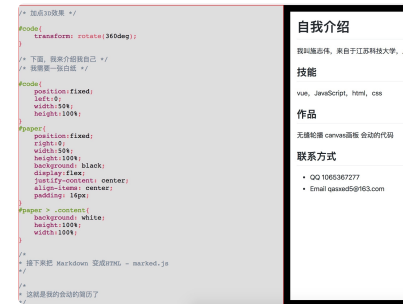 /* 加点3D效果 */
#code{
transform: rotate(360deg);
}
/* 下面，我来介绍我自己 */
/* 我需要一张白纸 */
#code{
position:fixed;
left:0;
width:50%;
height:100%;
}
#paper{
position:fixed;
right:0;
width:50%;
height:100%;
background: black;
display:flex;
justify-content: center;
align-items: center;
padding: 16px;
}
#paper > .content{
background: white;
height:100%;
width:100%;
}
/*
* 接下来把 Markdown 变成HTML - marked.js
*/
/*
* 这就是我的会动的简历了
*/
自我介绍
我叫施志伟，来自于江苏科技大学，
技能
vue，JavaScript，html，css
作品
无缝轮播 canvas画板 会动的代码
联系方式
• QQ 1065367277
• Email qasxed5@163.com